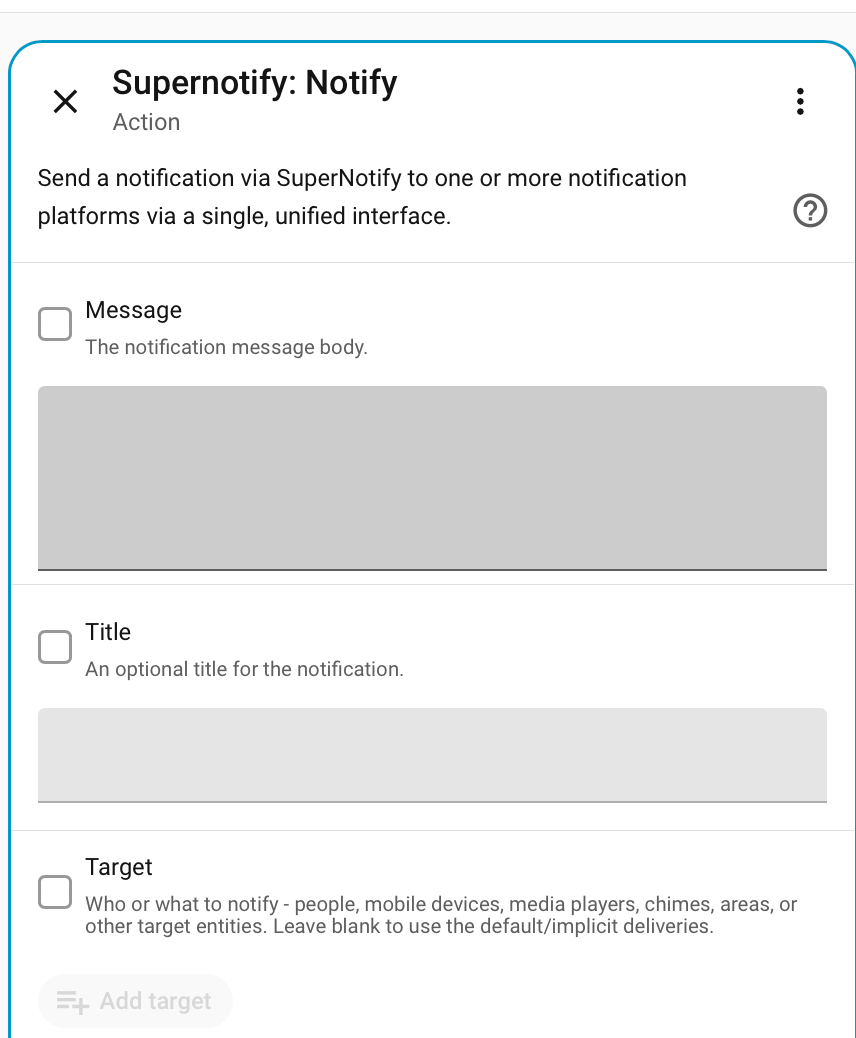 Supernotify: Notify
Action
Send a notification via SuperNotify to one or more notification
platforms via a single, unified interface.
Message
The notification message body.
Title
An optional title for the notification.
Target
Who or what to notify - people, mobile devices, media players, chimes, areas, or
other target entities. Leave blank to use the default/implicit deliveries.
Add target